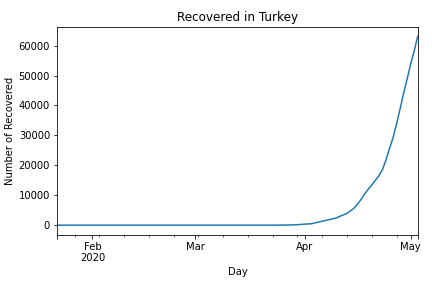 Recovered in Turkey
Number of Recovered
60000
50000
40000
30000
20000
10000
0
Feb
2020
Mar
Apr
May
Day